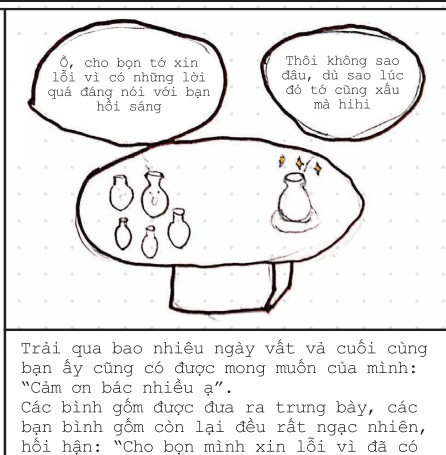 Ồ, cho bọn tớ xin
lỗi vì có những lời
quá đáng nói với bạn
hồi sáng
Thôi không sao
đâu, dù sao lúc
đó tớ cũng xấu
mà hihi
Trải qua bao nhiêu ngày vất vả cuối cùng
bạn ấy cũng có được mong muốn của mình:
“Cảm ơn bác nhiều ạ”.
Các bình gốm được đưa ra trưng bày, các
bạn bình gốm còn lại đều rất ngạc nhiên,
hối hận: “Cho bọn mình xin lỗi vì đã có